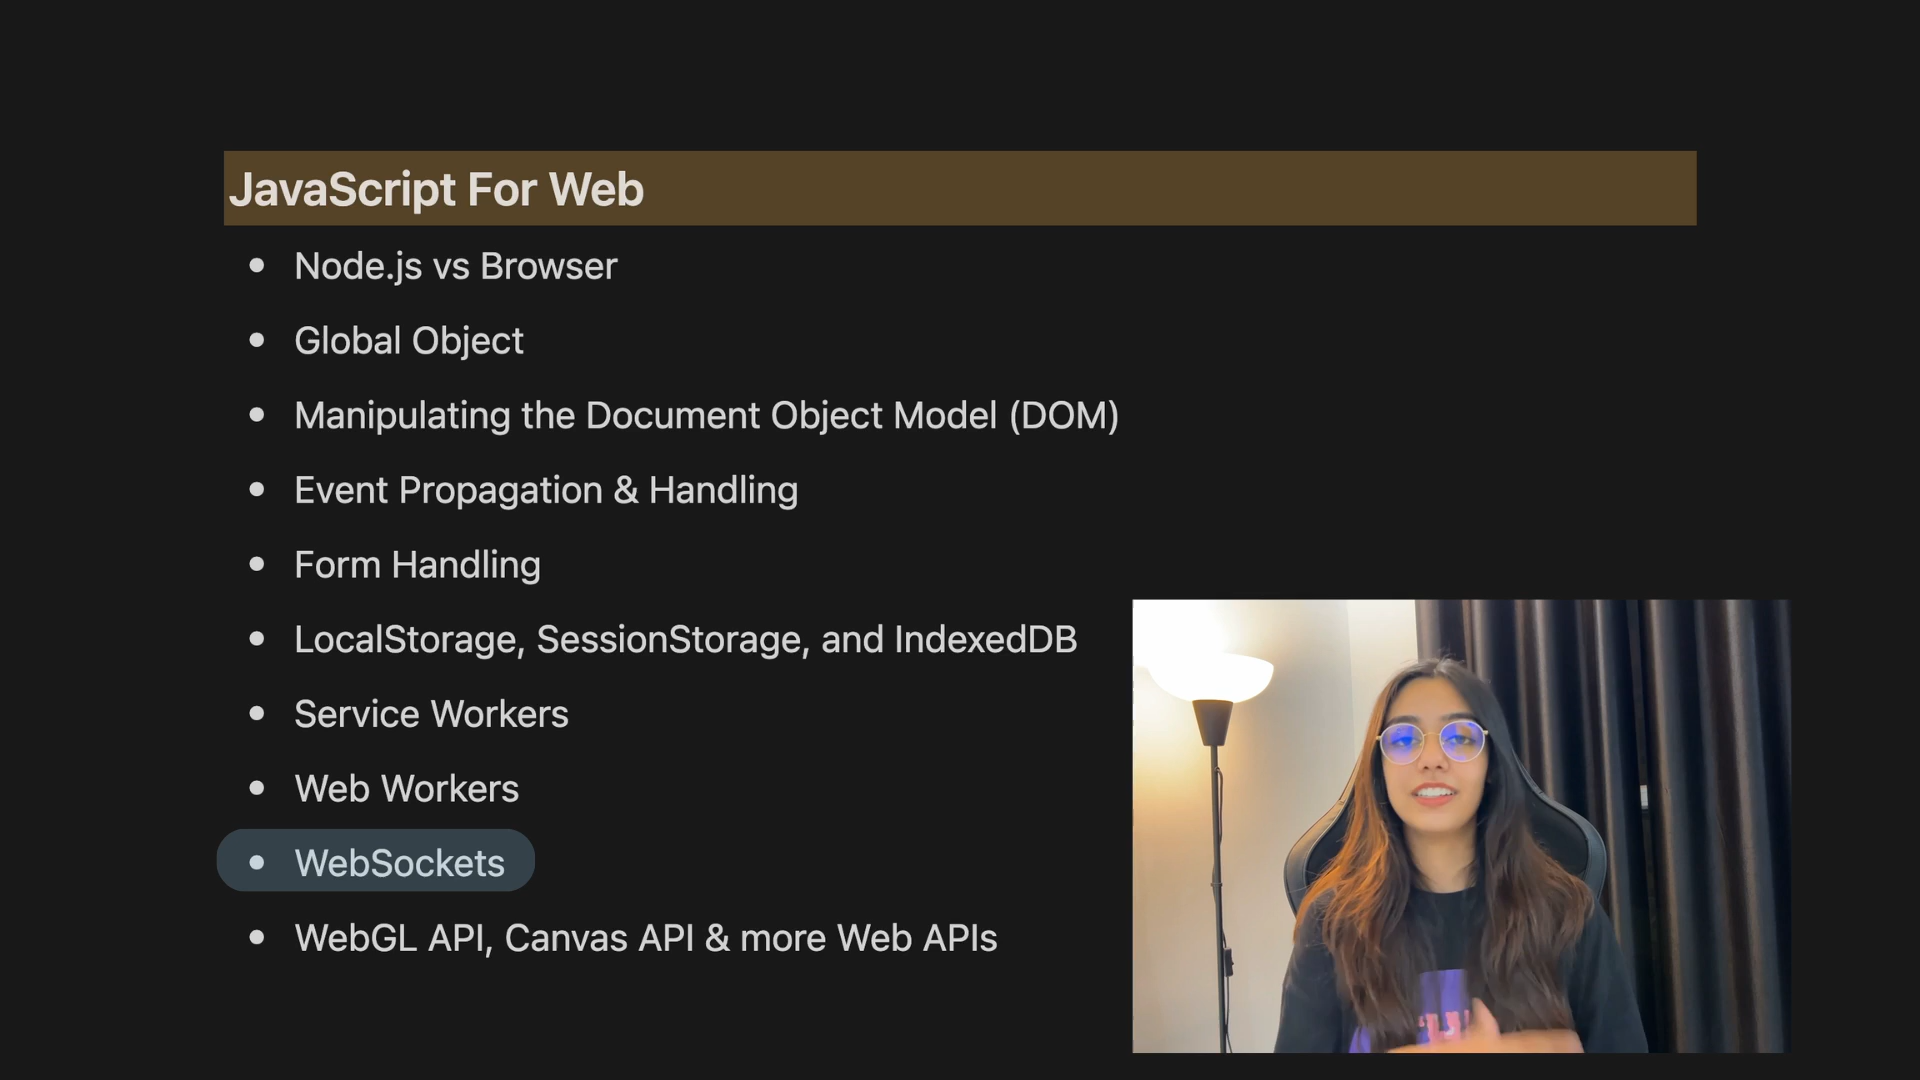 JavaScript For Web
• Node.js vs Browser
• Global Object
• Manipulating the Document Object Model (DOM)
• Event Propagation & Handling
• Form Handling
• LocalStorage, SessionStorage, and IndexedDB
• Service Workers
• Web Workers
• WebSockets
• WebGL API, Canvas API & more Web APIs